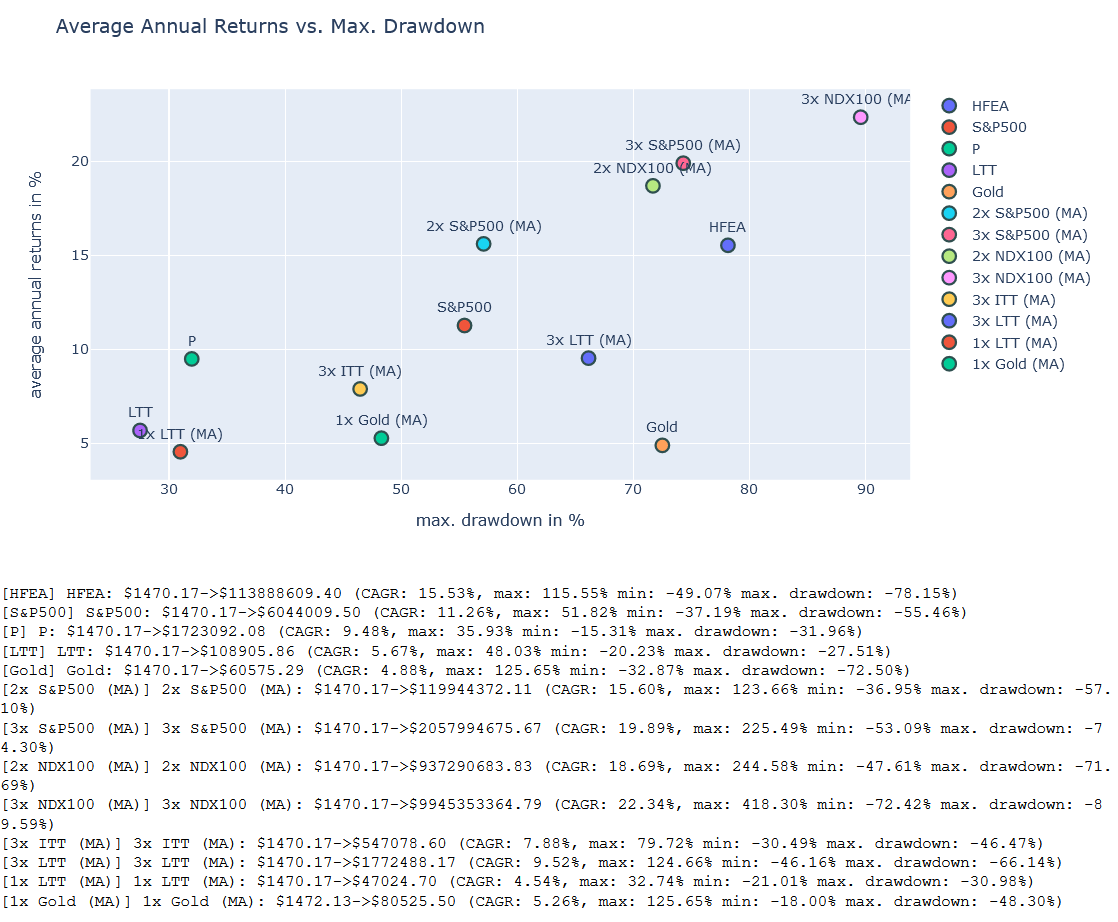 Average Annual Returns vs. Max. Drawdown
3x NDX100 (MA
3x S&P500 (MA)
2x NDX100 (MA)
2x S&P500 (MA)
HFEA
S&P500
P
3x LTT (MA)
3x ITT (MA)
LTT
1x LTT (MA)
1x Gold (MA)
Gold
20
15
10
5
average annual returns in %
30 40 50 60 70 80 90
max. drawdown in %
HFEA
S&P500
P
LTT
Gold
2x S&P500 (MA)
3x S&P500 (MA)
2x NDX100 (MA)
3x NDX100 (MA)
3x ITT (MA)
3x LTT (MA)
1x LTT (MA)
1x Gold (MA)
[HFEA] HFEA: $1470.17->$113888609.40 (CAGR: 15.53%, max: 115.55% min: -49.07% max. drawdown: -78.15%)
[S&P500] S&P500: $1470.17->$6044009.50 (CAGR: 11.26%, max: 51.82% min: -37.19% max. drawdown: -55.46%)
[P] P: $1470.17->$1723092.08 (CAGR: 9.48%, max: 35.93% min: -15.31% max. drawdown: -31.96%)
[LTT] LTT: $1470.17->$108905.86 (CAGR: 5.67%, max: 48.03% min: -20.23% max. drawdown: -27.51%)
[Gold] Gold: $1470.17->$60575.29 (CAGR: 4.88%, max: 125.65% min: -32.87% max. drawdown: -72.50%)
[2x S&P500 (MA)] 2x S&P500 (MA): $1470.17->$119944372.11 (CAGR: 15.60%, max: 123.66% min: -36.95% max. drawdown: -57.
10%)
[3x S&P500 (MA)] 3x S&P500 (MA): $1470.17->$2057994675.67 (CAGR: 19.89%, max: 225.49% min: -53.09% max. drawdown: -7
4.30%)
[2x NDX100 (MA)] 2x NDX100 (MA): $1470.17->$937290683.83 (CAGR: 18.69%, max: 244.58% min: -47.61% max. drawdown: -71.
69%)
[3x NDX100 (MA)] 3x NDX100 (MA): $1470.17->$9945353364.79 (CAGR: 22.34%, max: 418.30% min: -72.42% max. drawdown: -8
9.59%)
[3x ITT (MA)] 3x ITT (MA): $1470.17->$547078.60 (CAGR: 7.88%, max: 79.72% min: -30.49% max. drawdown: -46.47%)
[3x LTT (MA)] 3x LTT (MA): $1470.17->$1772488.17 (CAGR: 9.52%, max: 124.66% min: -46.16% max. drawdown: -66.14%)
[1x LTT (MA)] 1x LTT (MA): $1470.17->$47024.70 (CAGR: 4.54%, max: 32.74% min: -21.01% max. drawdown: -30.98%)
[1x Gold (MA)] 1x Gold (MA): $1472.13->$80525.50 (CAGR: 5.26%, max: 125.65% min: -18.00% max. drawdown: -48.30%)